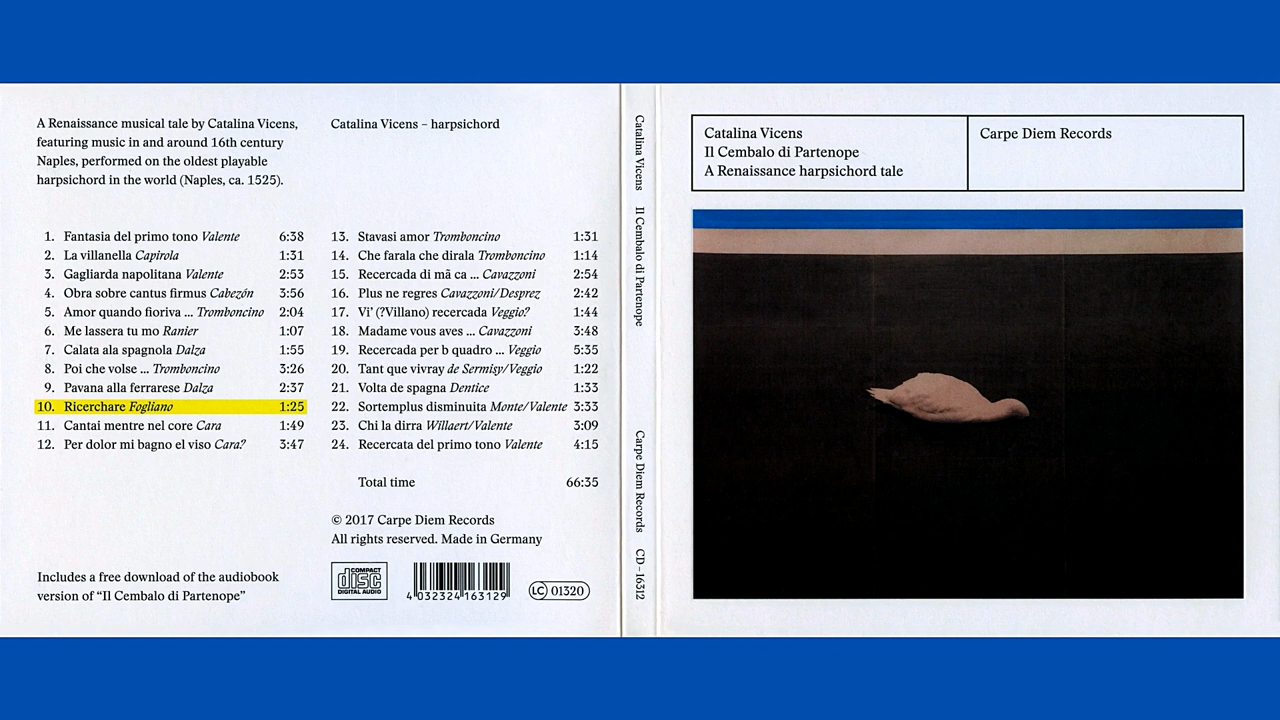 A Renaissance musical tale by Catalina Vicens,
featuring music in and around 16th century
Naples, performed on the oldest playable
harpsichord in the world (Naples, ca. 1525).
Catalina Vicens – harpsichord
1. Fantasia del primo tono Valente 6:38
2. La villanella Capirola 1:31
3. Gagliarda napolitana Valente 2:53
4. Obra sobre cantus firmus Cabezón 3:56
5. Amor quando fioriva ... Tromboncino 2:04
6. Me lassera tu mo Ranier 1:07
7. Calata ala spagnola Dalza 1:55
8. Poi che volse ... Tromboncino 3:26
9. Pavana alla ferrarese Dalza 2:37
10. Ricerchare Fogliano 1:25
11. Cantai mentre nel core Cara 1:49
12. Per dolor mi bagno el viso Cara? 3:47
13. Stavasi amor Tromboncino 1:31
14. Che farala che dirala Tromboncino 1:14
15. Recercada di mā ca ... Cavazzoni 2:54
16. Plus ne regres Cavazzoni/Desprez 2:42
17. Vi' (?Villano) recercada Veggio? 1:44
18. Madame vous aves ... Cavazzoni 3:48
19. Recercada per b quadro ... Veggio 5:35
20. Tant que vivray de Sermisy/Veggio 1:22
21. Volta de spagna Dentice 1:33
22. Sortemplus disminuita Monte/Valente 3:33
23. Chi la dirra Willaert/Valente 3:09
24. Recercata del primo tono Valente 4:15
Total time 66:35
© 2017 Carpe Diem Records
All rights reserved. Made in Germany
Includes a free download of the audiobook
version of “Il Cembalo di Partenope”
COMPACT
disc
DIGITAL AUDIO
4 032324 163129
LC 01320
Catalina Vicens Il Cembalo di Partenope Carpe Diem Records CD – 16312
Catalina Vicens
Il Cembalo di Partenope
A Renaissance harpsichord tale
Carpe Diem Records